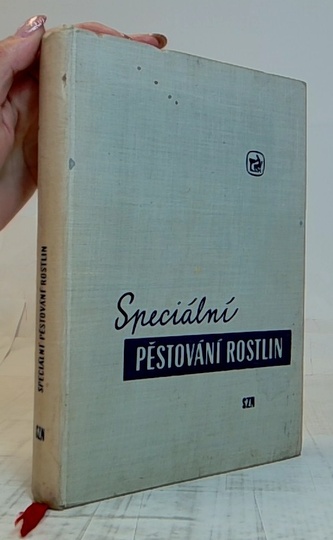 Speciální
PĚSTOVÁNÍ ROSTLIN
SZN
SPECIÁLNÍ PĚSTOVÁNÍ ROSTLIN
SZN